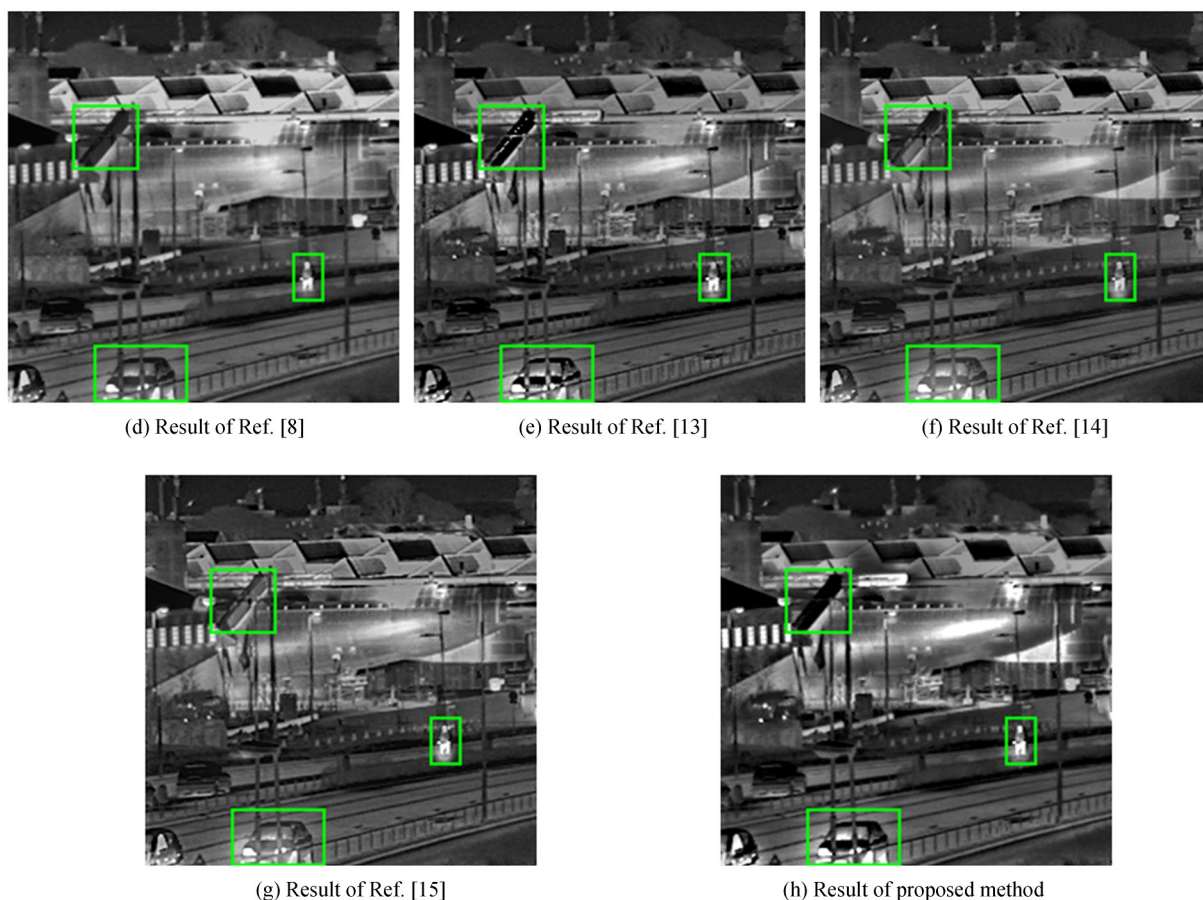 (d) Result of Ref. [8]
(e) Result of Ref. [13]
(f) Result of Ref. [14]
(g) Result of Ref. [15]
(h) Result of proposed method